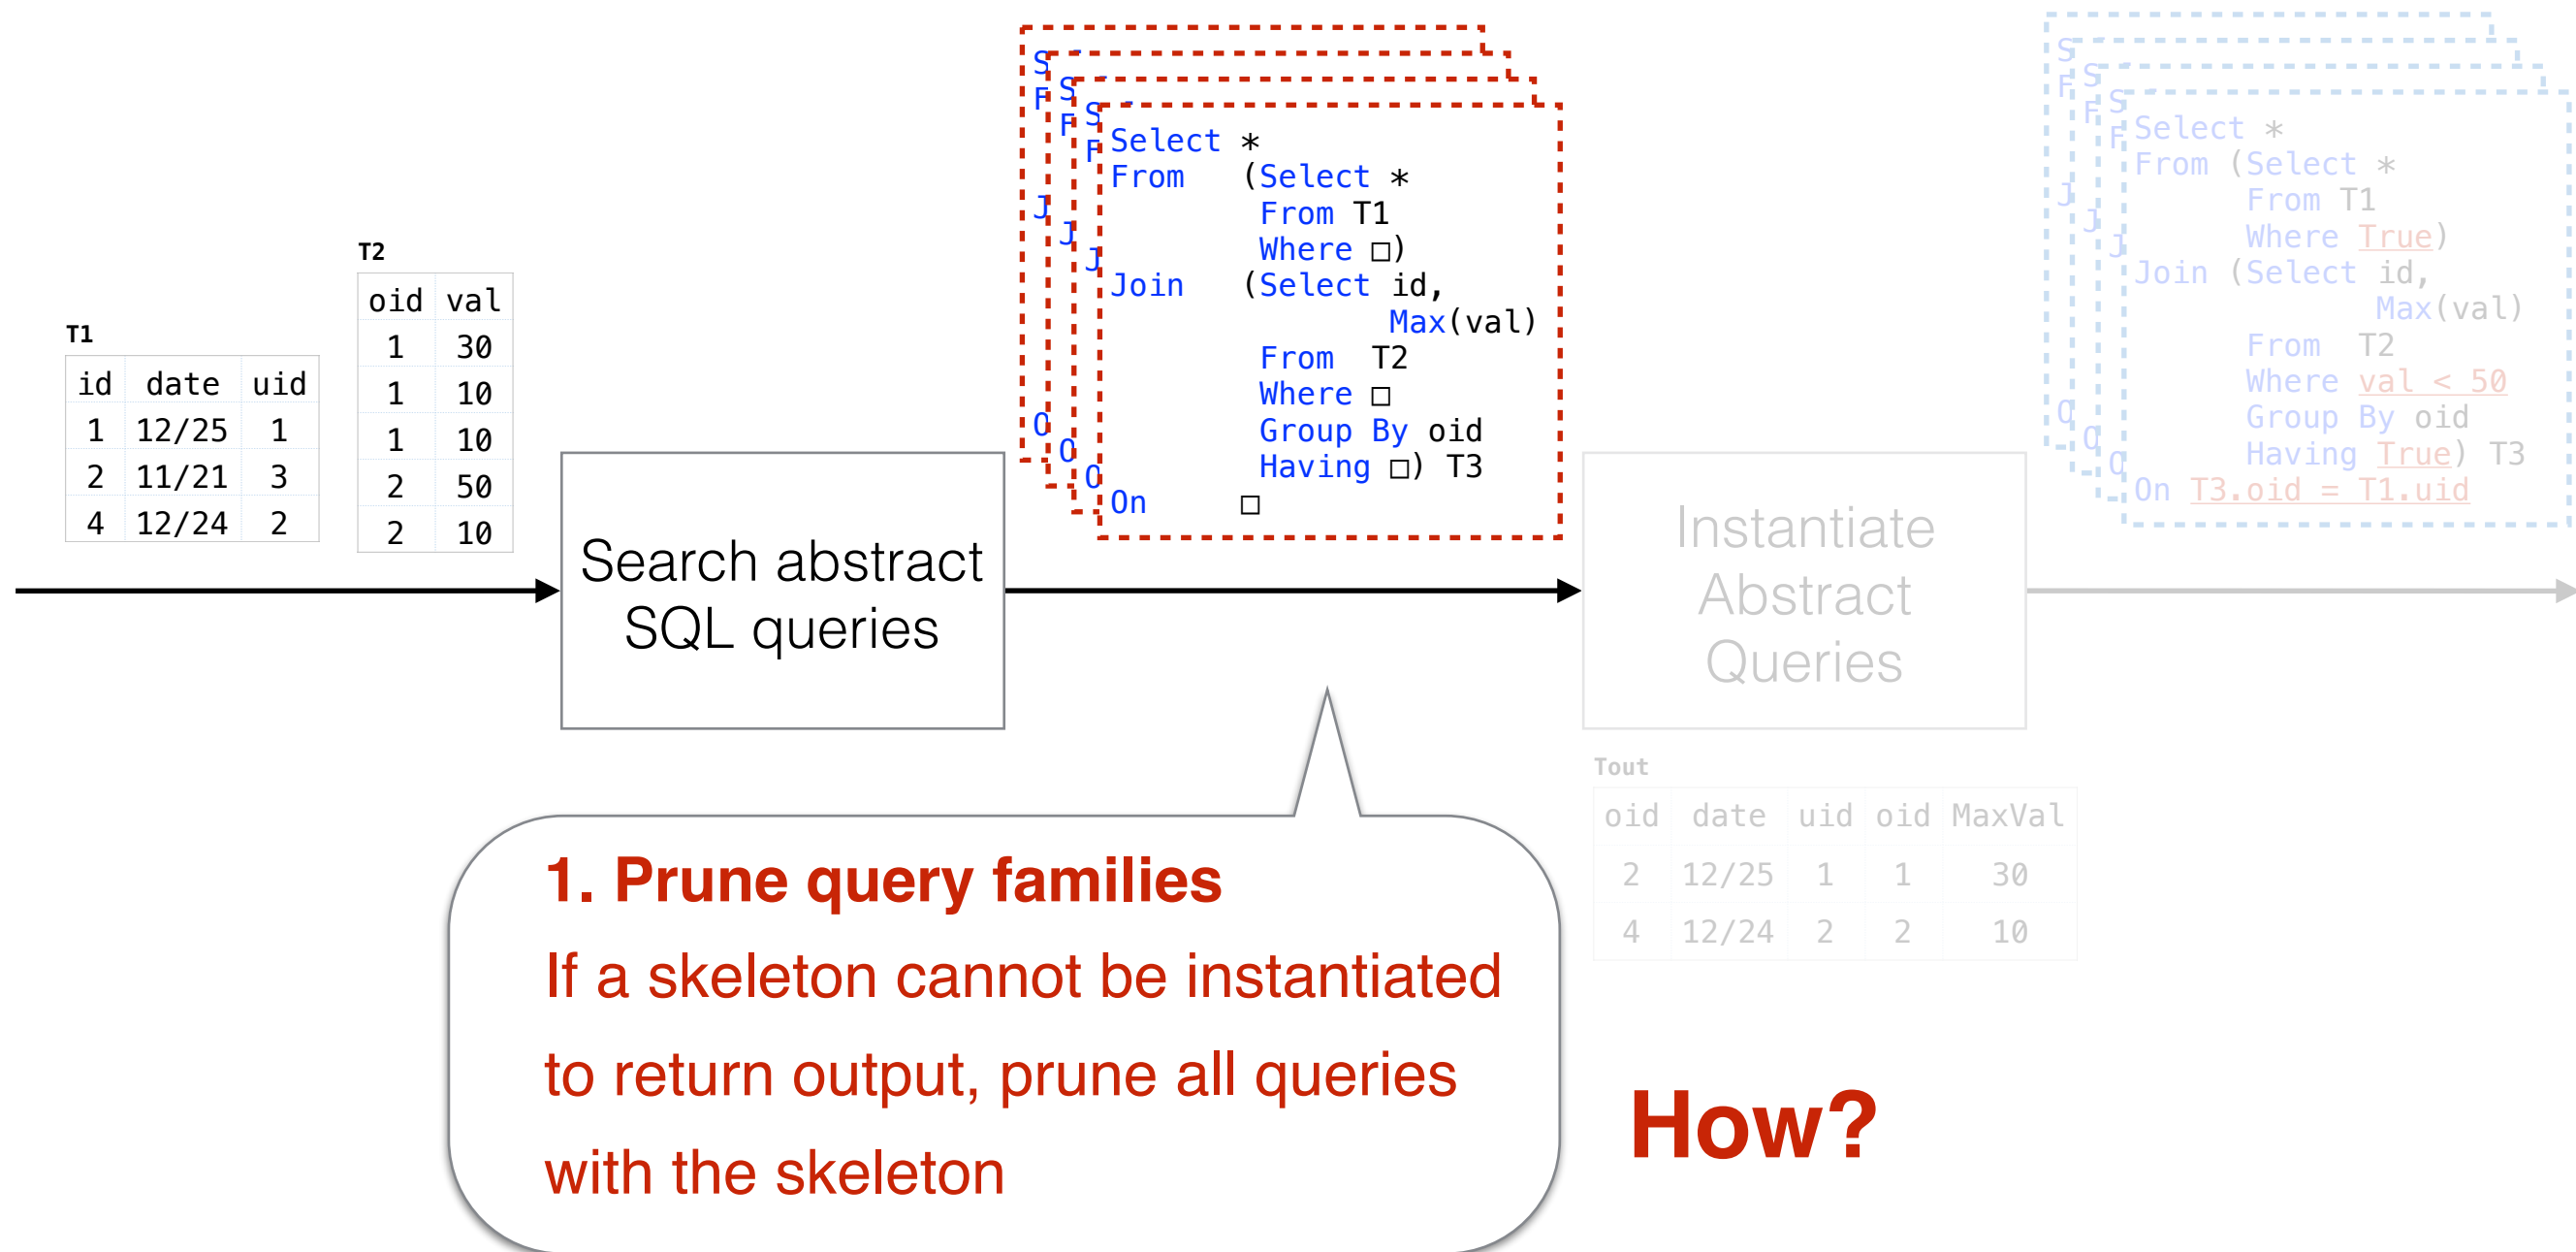 T1
id date uid
1 12/25 1
2 11/21 3
4 12/24 2
T2
oid val
1 30
1 10
1 10
2 50
2 10
Search abstract
SQL queries
S
F
J
O
S
F
J
O
S
F
J
O
Select *
From (Select *
From T1
Where □)
Join (Select id,
Max(val)
From T2
Where □
Group By oid
Having □) T3
On □
Instantiate
Abstract
Queries
S
F
J
O
S
F
J
O
S
F
J
O
Select *
From (Select *
From T1
Where True)
Join (Select id,
Max(val)
From T2
Where val < 50
Group By oid
Having True) T3
On T3.oid = T1.uid
Tout
oid date uid oid MaxVal
2 12/25 1 1 30
4 12/24 2 2 10
1. Prune query families
If a skeleton cannot be instantiated
to return output, prune all queries
with the skeleton
How?